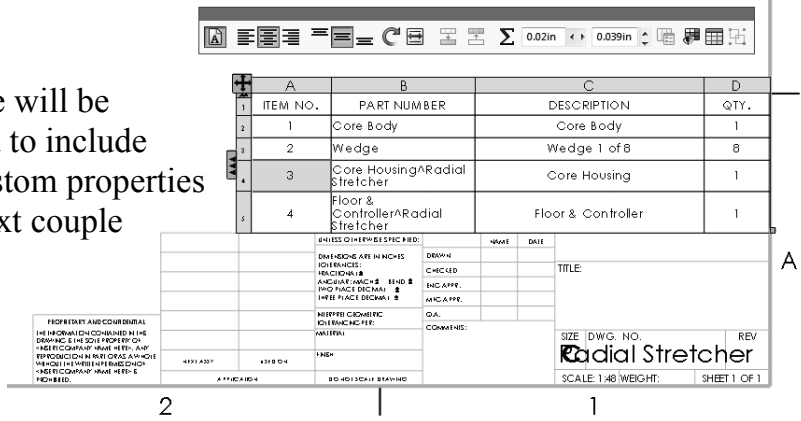 0.02in 0.039in
e will be
d to include
stom properties
xt couple
A B C D
1 ITEM NO. PART NUMBER DESCRIPTION QTY.
2 1 Core Body Core Body 1
3 2 Wedge Wedge 1 of 8 8
4 3 Core Housing^Radial Stretcher Core Housing 1
5 4 Floor & Controller^Radial Stretcher Floor & Controller 1
UNLESS OTHERWISE SPECIFIED:
DIMENSIONS ARE IN INCHES
TOLERANCES:
FRACTIONAL ±
ANGULAR: MACH ± BEND ±
TWO PLACE DECIMAL ±
THREE PLACE DECIMAL ±
INTERPRET GEOMETRIC
TOLERANCING PER:
MATERIAL
FINISH
DO NOT SCALE DRAWING
NAME DATE
DRAWN
CHECKED
ENG APPR.
MFG APPR.
Q.A.
COMMENTS:
PROPRIETARY AND CONFIDENTIAL
THE INFORMATION CONTAINED IN THIS
DRAWING IS THE SOLE PROPERTY OF
<INSERT COMPANY NAME HERE>. ANY
REPRODUCTION IN PART OR AS A WHOLE
WITHOUT THE WRITTEN PERMISSION OF
<INSERT COMPANY NAME HERE> IS
PROHIBITED.
NEXT ASSY USED ON
APPLICATION
TITLE:
SIZE DWG. NO. REV
Radial Stretcher
SCALE: 1:48 WEIGHT: SHEET 1 OF 1
A
2 1